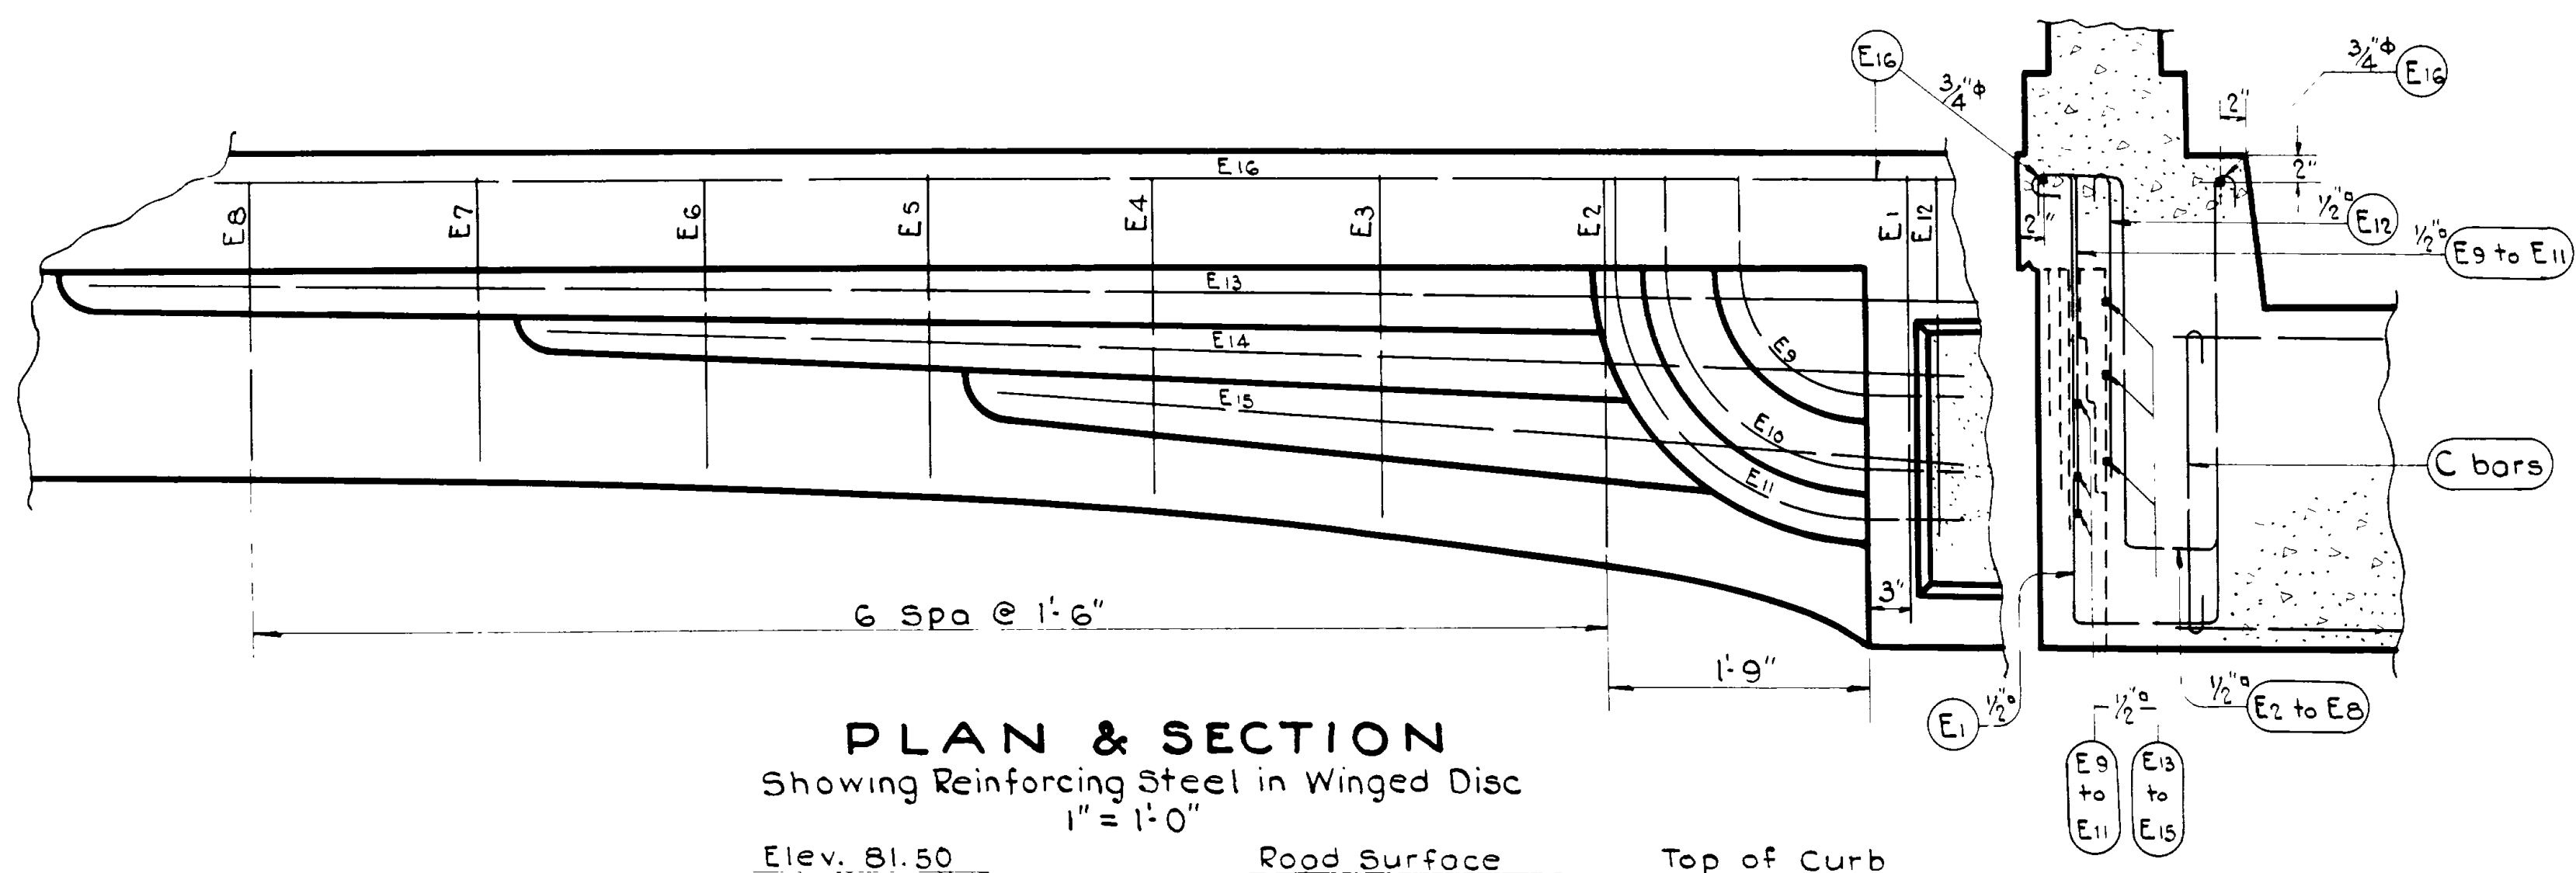 E16
3/4"ϕ
3/4"ϕ
E16
2"
2"
E16
E8
E7
E6
E5
E4
E3
E2
E1
E12
2"
1/2"□
E12
1/2"□
E9 to E11
E13
E14
E15
E9
E10
E11
C bars
3"
6 Spa @ 1'-6"
1'-9"
E1
1/2"□
1/2"□
E2 to E8
1/2"□
E9
to
E11
E13
to
E15
PLAN & SECTION
Showing Reinforcing Steel in Winged Disc
1" = 1'-0"
Elev. 81.50
Road Surface
Top of Curb